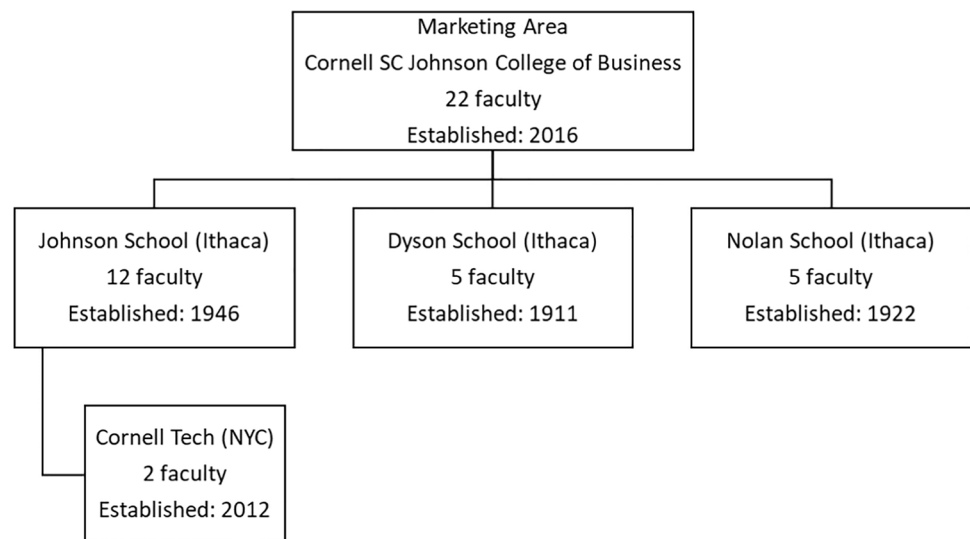 Marketing Area
Cornell SC Johnson College of Business
22 faculty
Established: 2016
Johnson School (Ithaca)
12 faculty
Established: 1946
Dyson School (Ithaca)
5 faculty
Established: 1911
Nolan School (Ithaca)
5 faculty
Established: 1922
Cornell Tech (NYC)
2 faculty
Established: 2012